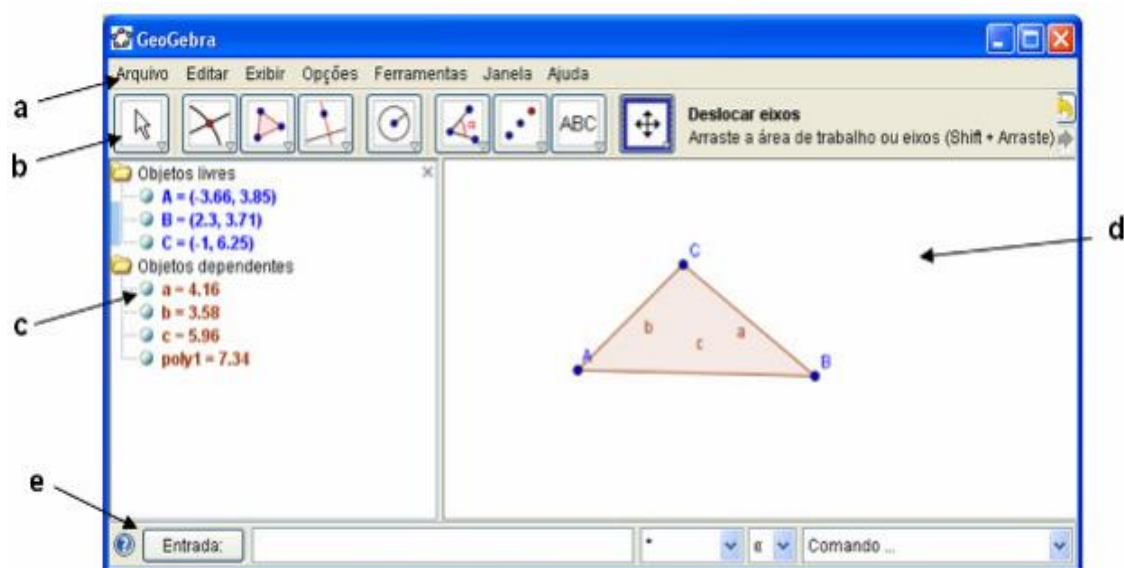 GeoGebra
Arquivo Editar Exibir Opções Ferramentas Janela Ajuda
a
b
ABC
Deslocar eixos
Arraste a área de trabalho ou eixos (Shift + Arraste)
Objetos livres
A = (-3.66, 3.85)
B = (2.3, 3.71)
C = (-1, 6.25)
Objetos dependentes
a = 4.16
b = 3.58
c = 5.96
poly1 = 7.34
c
d
C
b
c
a
A
B
e
Entrada:
* α Comando ...